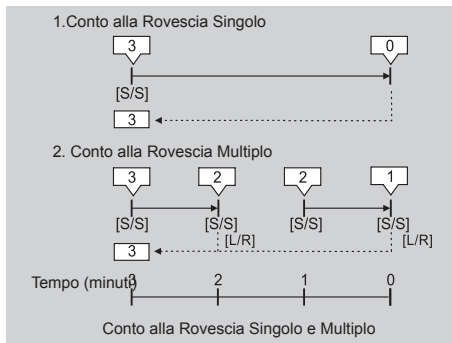 1.Conto alla Rovescia Singolo
3 0
[S/S]
3
2. Conto alla Rovescia Multiplo
3 2 2 1
[S/S] [S/S] [S/S] [S/S]
[L/R] [L/R]
3
Tempo (minuti) 3 2 1 0
Conto alla Rovescia Singolo e Multiplo